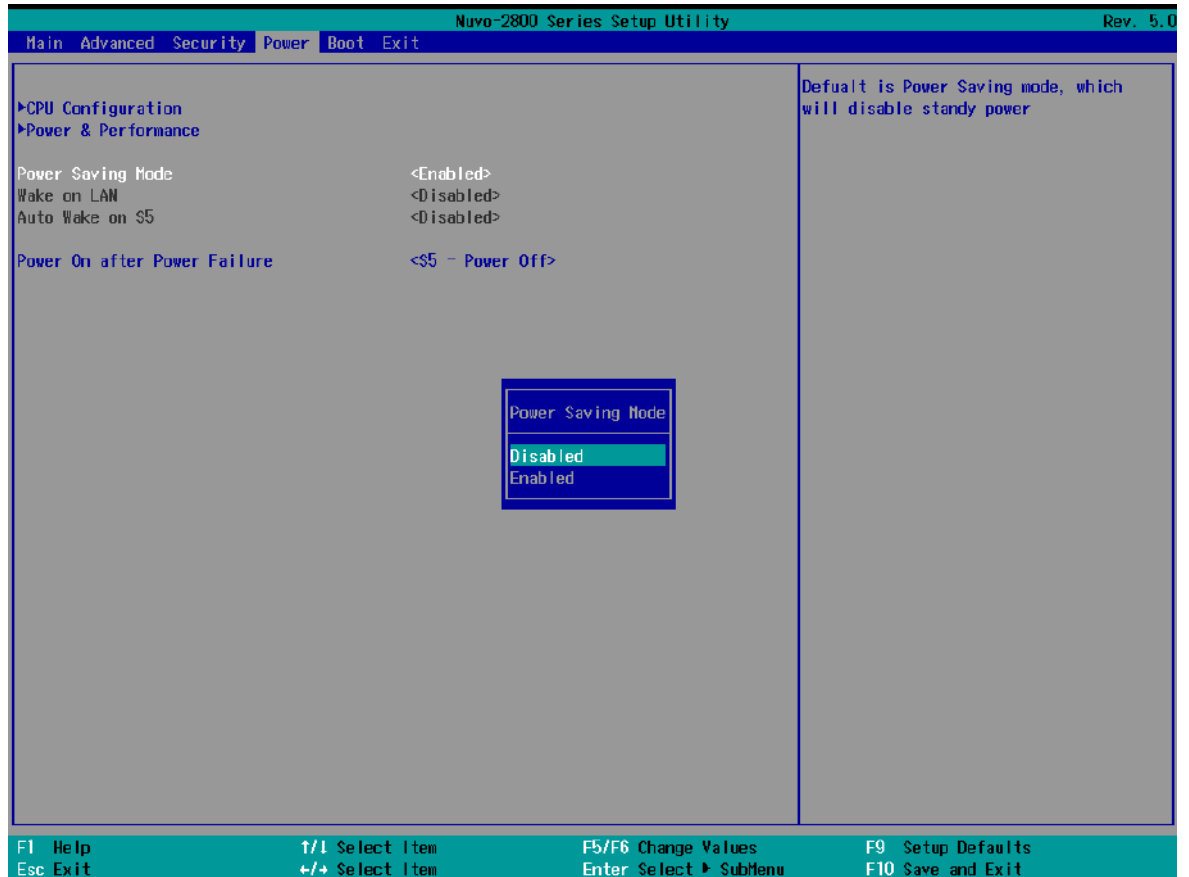 Nuvo-2800 Series Setup Utility Rev. 5.0
Main Advanced Security Power Boot Exit
▶CPU Configuration
▶Power & Performance
Power Saving Mode <Enabled>
Wake on LAN <Disabled>
Auto Wake on S5 <Disabled>
Power On after Power Failure <S5 - Power Off>
Defualt is Power Saving mode, which
will disable standy power
Power Saving Mode
Disabled
Enabled
F1 Help ↑/↓ Select Item F5/F6 Change Values F9 Setup Defaults
Esc Exit ←/→ Select Item Enter Select ▶ SubMenu F10 Save and Exit